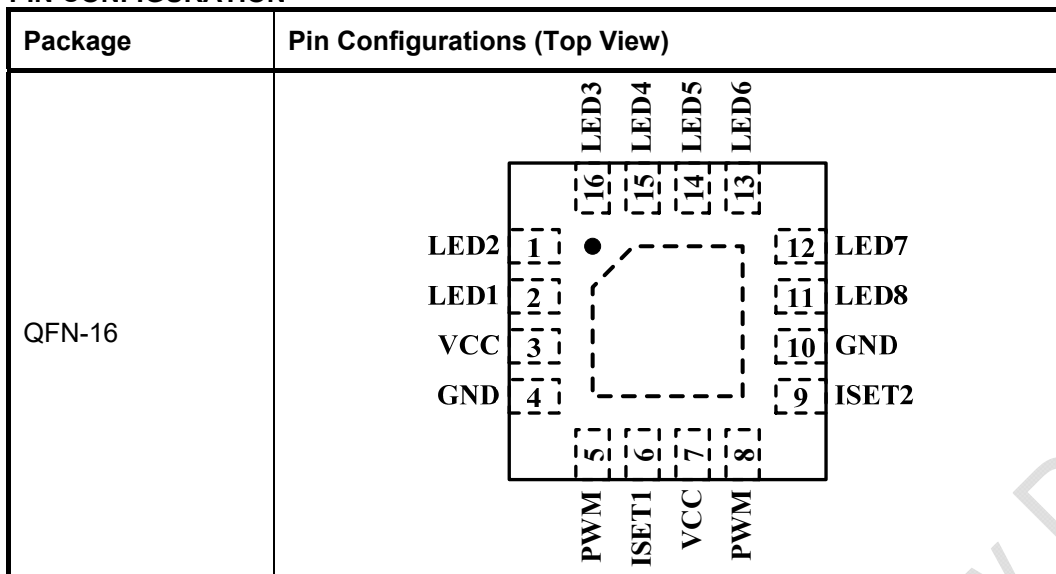 Package
Pin Configurations (Top View)
QFN-16
LED3 LED4 LED5 LED6
16 15 14 13
LED2 1 12 LED7
LED1 2 11 LED8
VCC 3 10 GND
GND 4 9 ISET2
5 6 7 8
PWM ISET1 VCC PWM